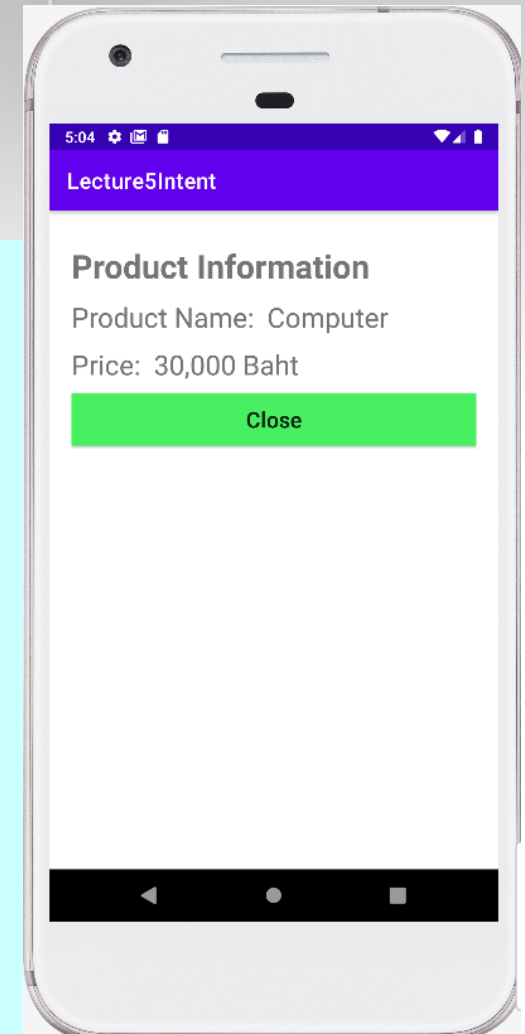 5:04
Lecture5Intent
Product Information
Product Name: Computer
Price: 30,000 Baht
Close